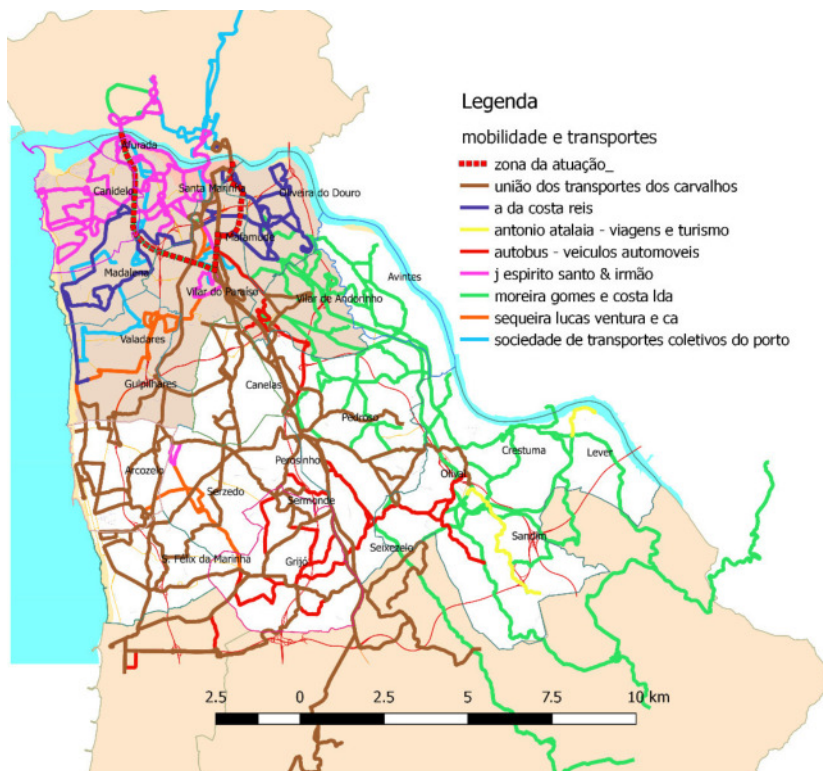 Legenda
mobilidade e transportes
zona da atuação_
união dos transportes dos carvalhos
a da costa reis
antonio atalaia - viagens e turismo
autobus - veiculos automoveis
j espirito santo & irmão
moreira gomes e costa lda
sequeira lucas ventura e ca
sociedade de transportes coletivos do porto
Afurada
Canidelo
Santa Marinha
Oliveira do Douro
Mafamude
Madalena
Avintes
Vilar do Paraíso
Vilar de Andorinho
Valadares
Gulpilhares
Canelas
Pedroso
Crestuma
Lever
Arcozelo
Perosinho
Olival
Serzedo
Sermonde
Sandim
Seixezelo
S. Félix da Marinha
Grijó
2.5 0 2.5 5 7.5 10 km